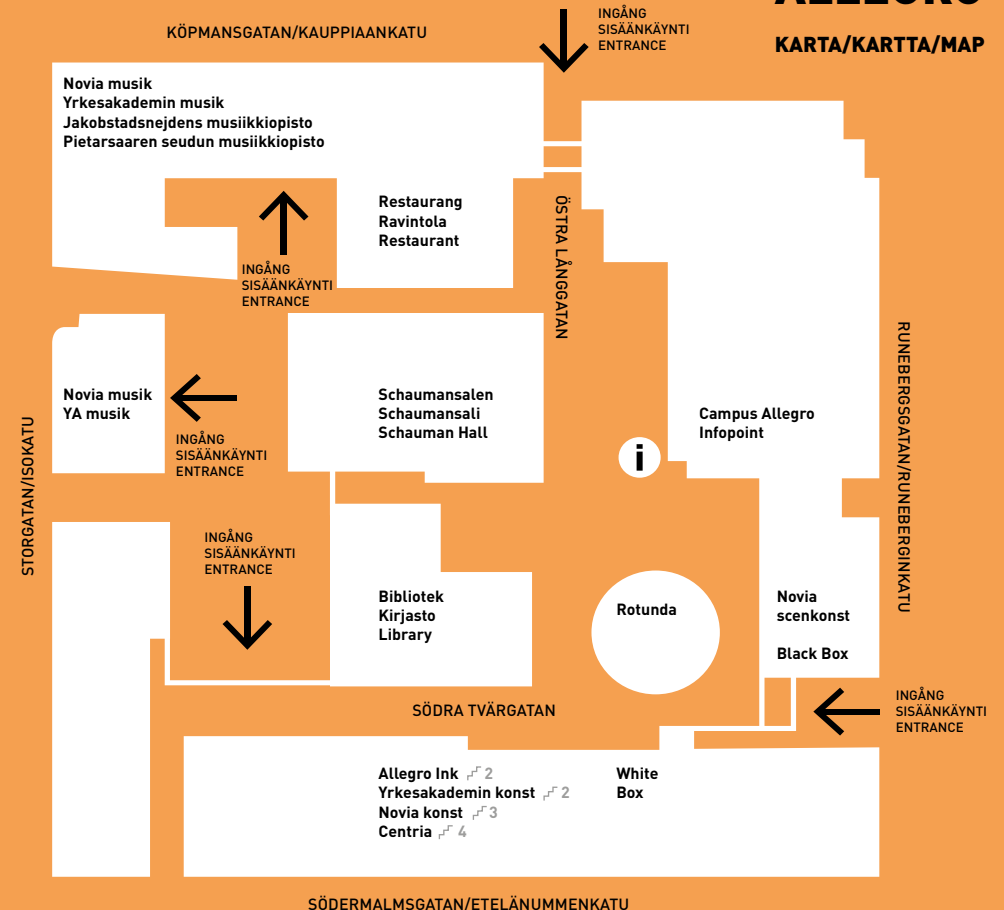 ALLEGRO
KARTA/KARTTA/MAP
KÖPMANSGATAN/KAUPPIAANKATU
INGÅNG
SISÄÄNKÄYNTI
ENTRANCE
Novia musik
Yrkesakademin musik
Jakobstadsnejdens musiikkiopisto
Pietarsaaren seudun musiikkiopisto
Restaurang
Ravintola
Restaurant
ÖSTRA LÅNGGATAN
INGÅNG
SISÄÄNKÄYNTI
ENTRANCE
RUNEBERGSGATAN/RUNEBERGINKATU
Novia musik
YA musik
Schaumansalen
Schaumansali
Schauman Hall
Campus Allegro
Infopoint
INGÅNG
SISÄÄNKÄYNTI
ENTRANCE
i
STORGATAN/ISOKATU
INGÅNG
SISÄÄNKÄYNTI
ENTRANCE
Bibliotek
Kirjasto
Library
Rotunda
Novia
scenkonst
Black Box
INGÅNG
SISÄÄNKÄYNTI
ENTRANCE
SÖDRA TVÄRGATAN
Allegro Ink 2
Yrkesakademin konst 2
Novia konst 3
Centria 4
White
Box
SÖDERMALMSGATAN/ETELÄNUMMENKATU